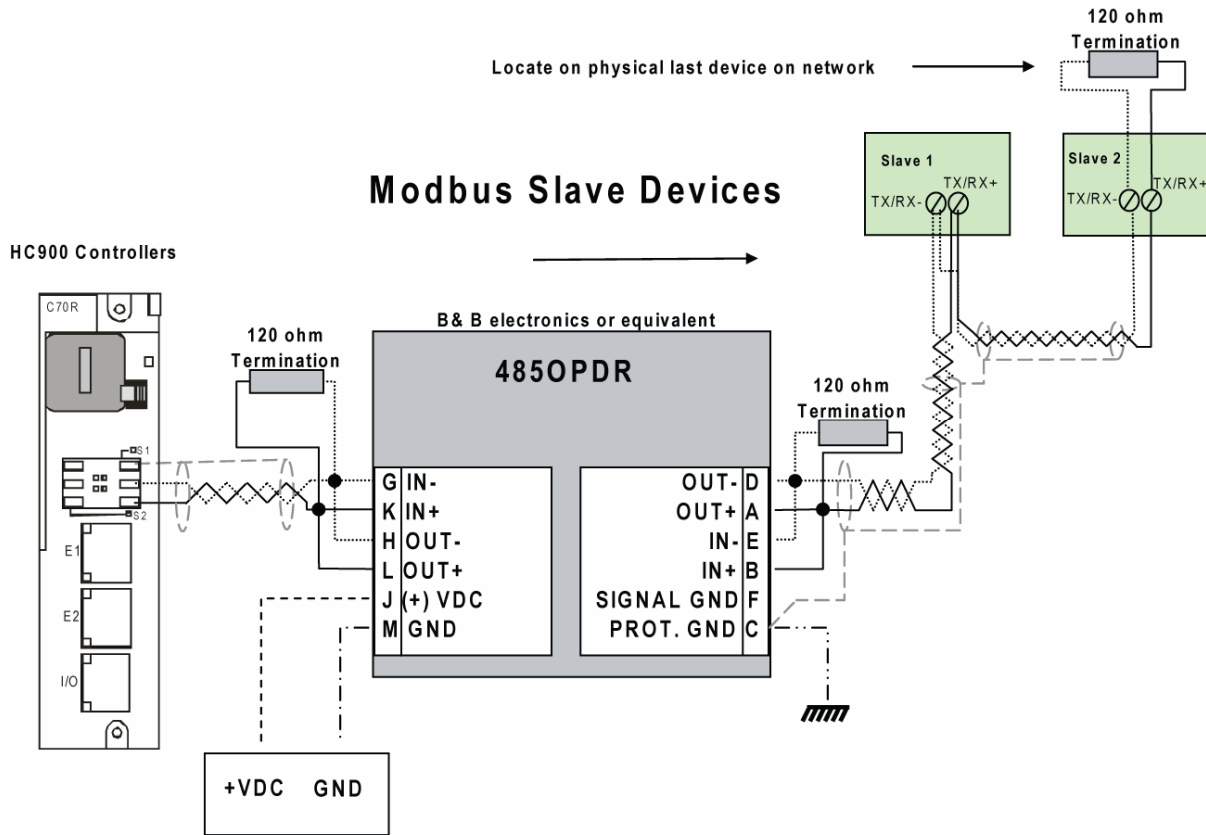 120 ohm
Termination
Locate on physical last device on network
Slave 1
TX/RX+
TX/RX-
Slave 2
TX/RX+
TX/RX-
Modbus Slave Devices
HC900 Controllers
C70R
S1
S2
E1
E2
I/O
120 ohm
Termination
B& B electronics or equivalent
485OPDR
120 ohm
Termination
G IN-
K IN+
H OUT-
L OUT+
J (+) VDC
M GND
OUT- D
OUT+ A
IN- E
IN+ B
SIGNAL GND F
PROT. GND C
+VDC GND